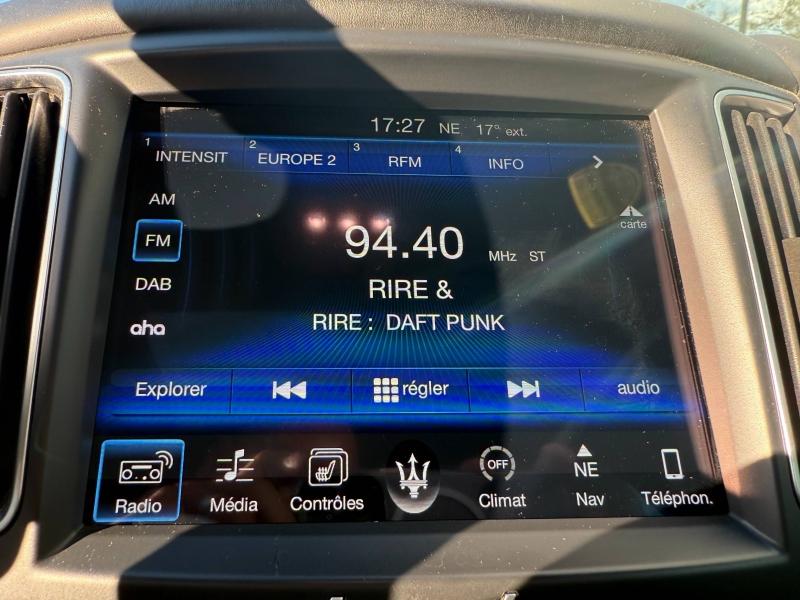 17:27 NE 17° ext.
1 INTENSIT 2 EUROPE 2 3 RFM 4 INFO
AM
carte
FM
94.40 MHz ST
DAB
RIRE &
aha
RIRE : DAFT PUNK
Explorer régler audio
OFF NE
Radio Média Contrôles Climat Nav Téléphon.